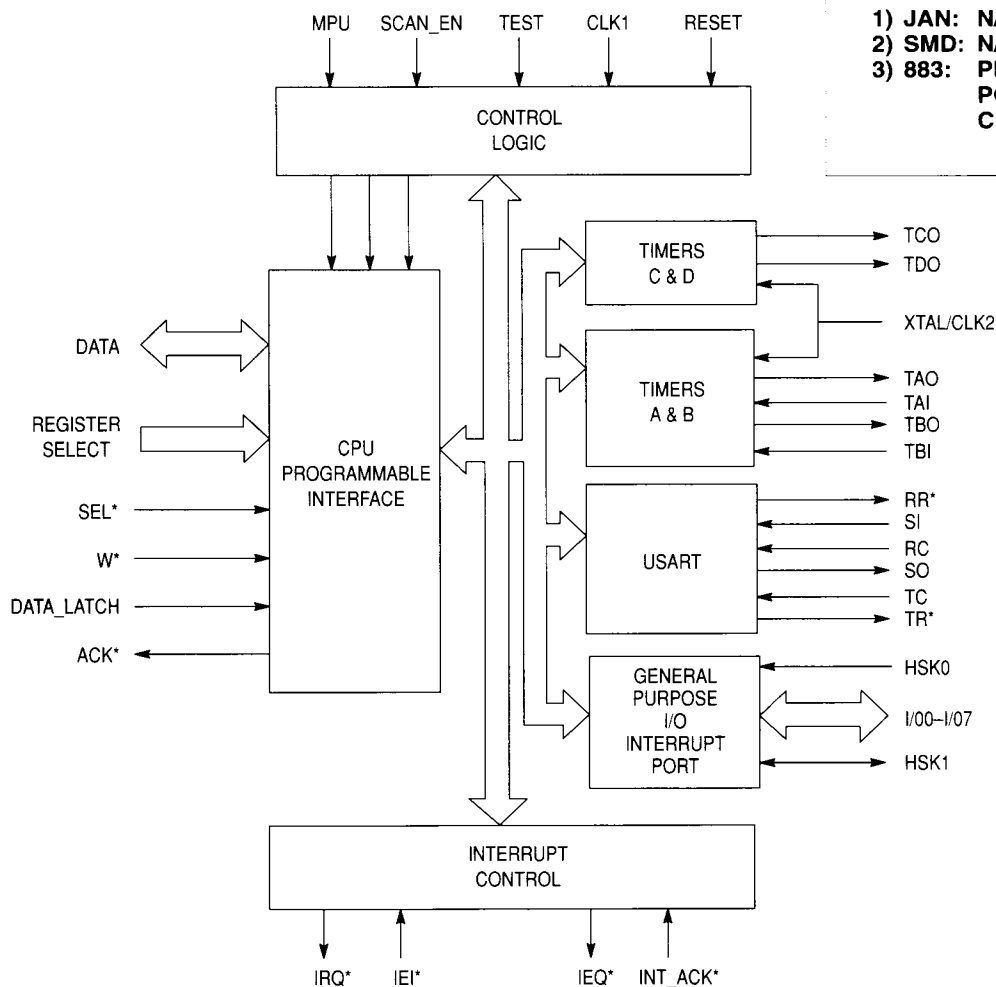 MPU SCAN_EN TEST CLK1 RESET
1) JAN:
2) SMD:
3) 883:
CONTROL
LOGIC
TIMERS
C & D
TCO
TDO
XTAL/CLK2
TIMERS
A & B
TAO
TAI
TBO
TBI
DATA
REGISTER
SELECT
SEL*
W*
DATA_LATCH
ACK*
CPU
PROGRAMMABLE
INTERFACE
USART
RR*
SI
RC
SO
TC
TR*
GENERAL
PURPOSE
I/O
INTERRUPT
PORT
HSK0
I/00–I/07
HSK1
INTERRUPT
CONTROL
IRQ* IEI* IEQ* INT_ACK*